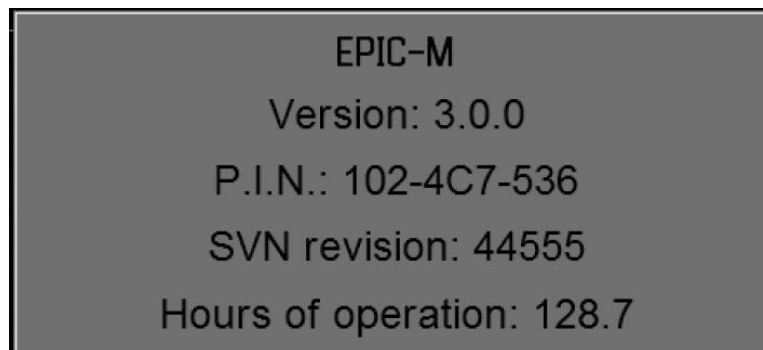 EPIC-M
Version: 3.0.0
P.I.N.: 102-4C7-536
SVN revision: 44555
Hours of operation: 128.7